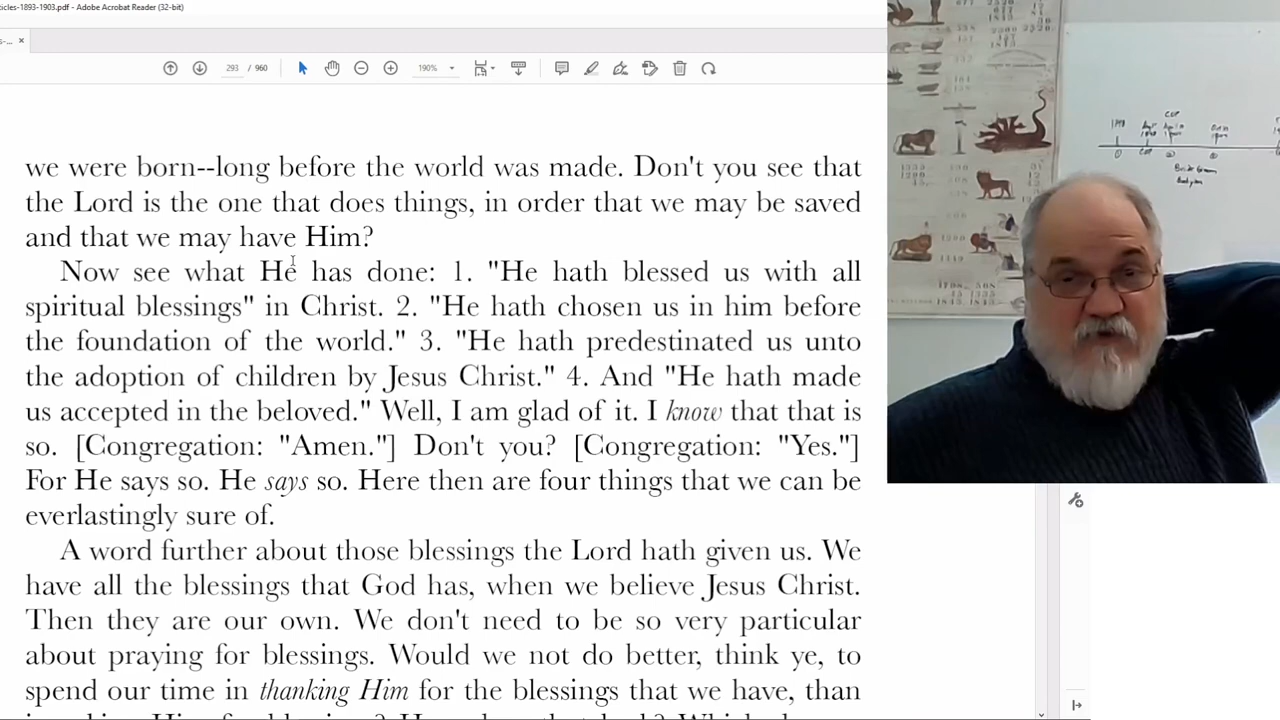 icles-1893-1903.pdf - Adobe Acrobat Reader (32-bit)
s-...
293 / 960
190%
we were born--long before the world was made. Don't you see that
the Lord is the one that does things, in order that we may be saved
and that we may have Him?
Now see what He has done: 1. "He hath blessed us with all
spiritual blessings" in Christ. 2. "He hath chosen us in him before
the foundation of the world." 3. "He hath predestinated us unto
the adoption of children by Jesus Christ." 4. And "He hath made
us accepted in the beloved." Well, I am glad of it. I know that that is
so. [Congregation: "Amen."] Don't you? [Congregation: "Yes."]
For He says so. He says so. Here then are four things that we can be
everlastingly sure of.
A word further about those blessings the Lord hath given us. We
have all the blessings that God has, when we believe Jesus Christ.
Then they are our own. We don't need to be so very particular
about praying for blessings. Would we not do better, think ye, to
spend our time in thanking Him for the blessings that we have, than